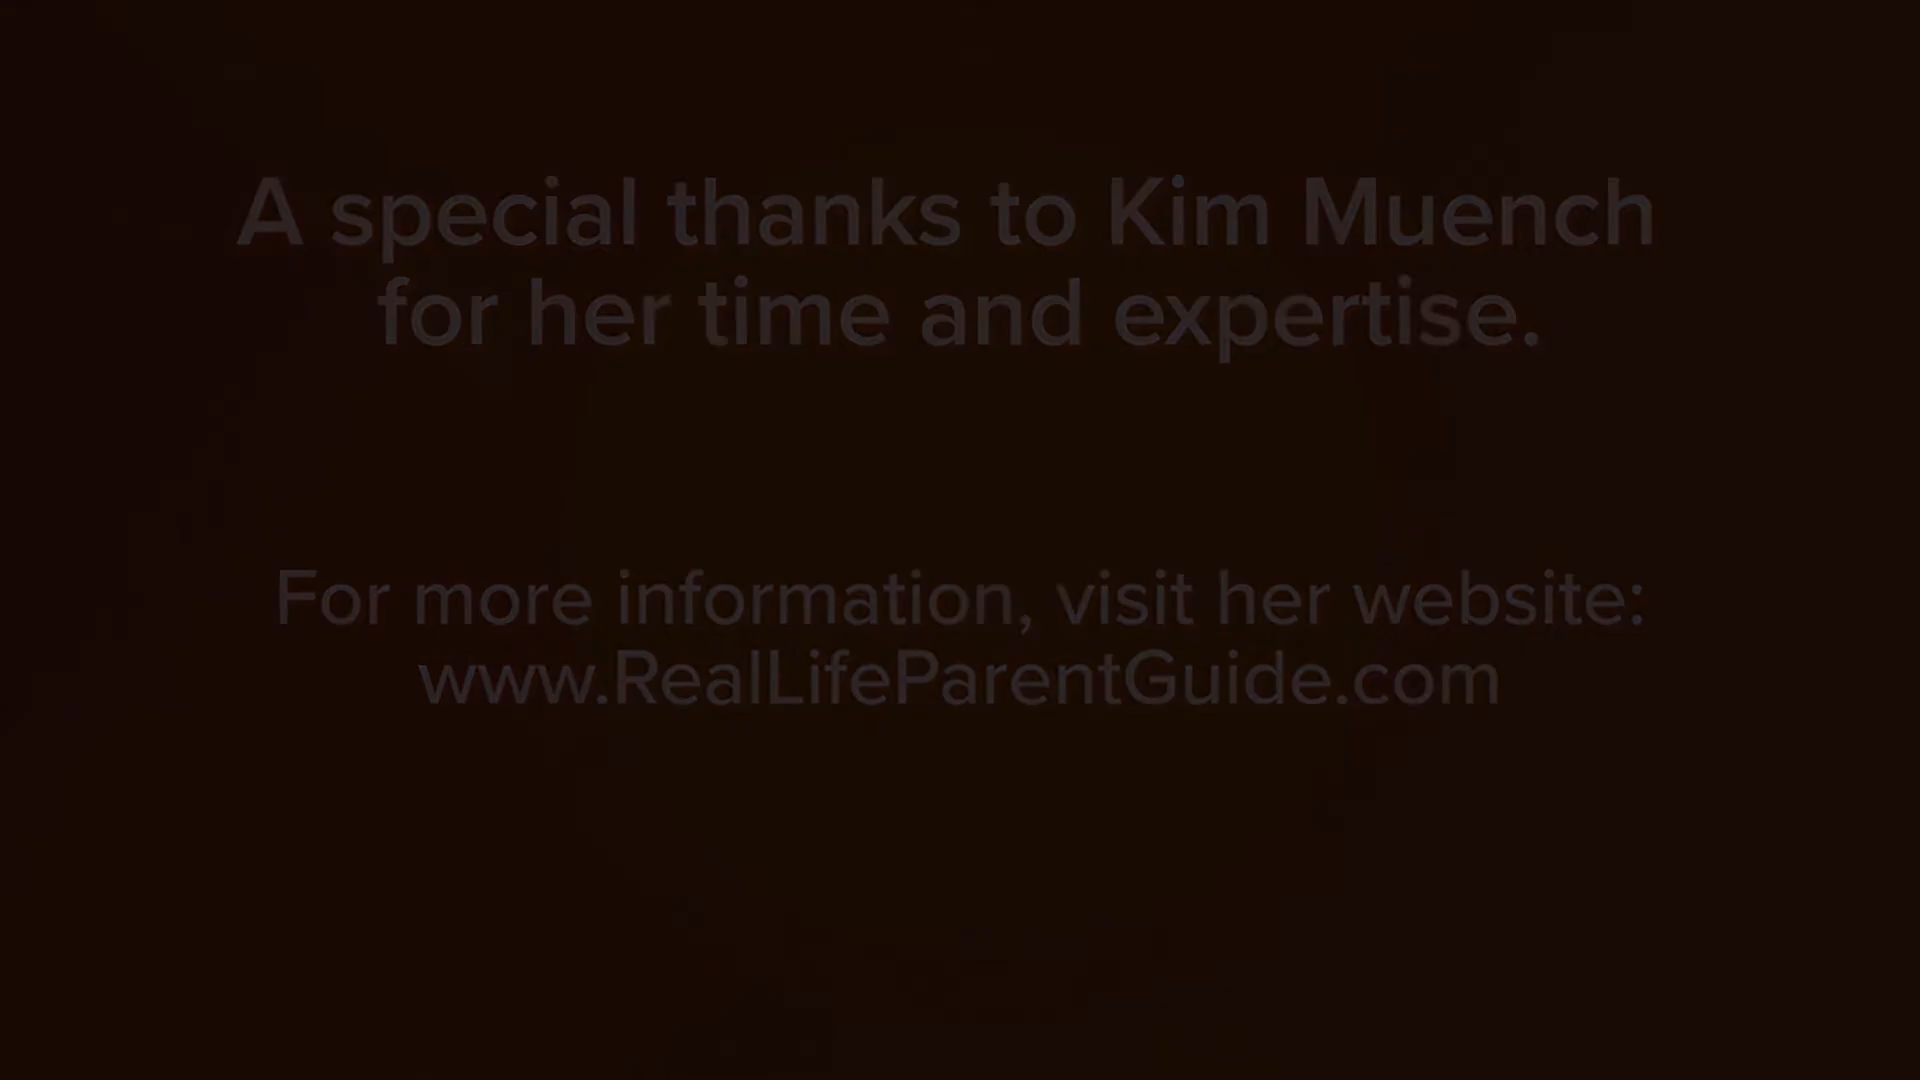 A special thanks to Kim Muench
for her time and expertise.
For more information, visit her website:
www.RealLifeParentGuide.com